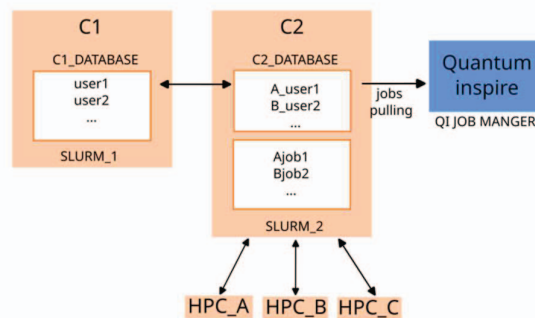 C1
C1_DATABASE
user1
user2
...
SLURM_1
C2
C2_DATABASE
A_user1
B_user2
...
Ajob1
Bjob2
...
SLURM_2
jobs
pulling
Quantum
inspire
QI JOB MANGER
HPC_A
HPC_B
HPC_C